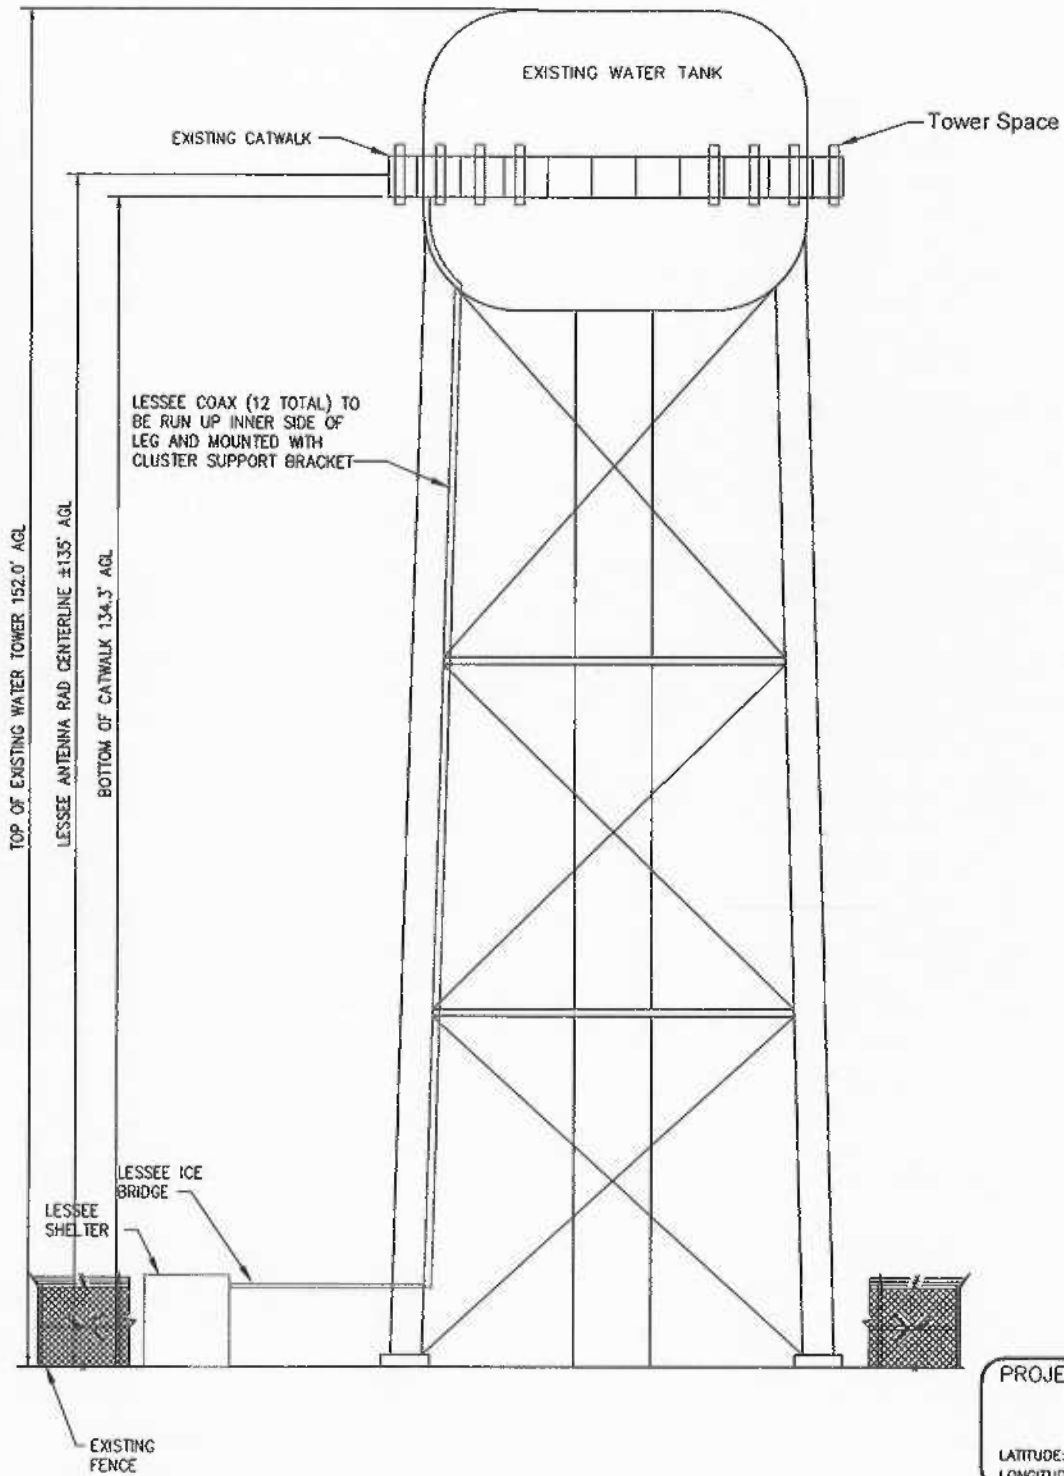 EXISTING WATER TANK
Tower Space
EXISTING CATWALK
LESSEE COAX (12 TOTAL) TO
BE RUN UP INNER SIDE OF
LEG AND MOUNTED WITH
CLUSTER SUPPORT BRACKET
TOP OF EXISTING WATER TOWER 152.0' AGL
LESSEE ANTENNA RAD CENTERLINE ±135' AGL
BOTTOM OF CATWALK 134.3' AGL
LESSEE ICE
BRIDGE
LESSEE
SHELTER
EXISTING
FENCE
PROJE
LATITUDE: